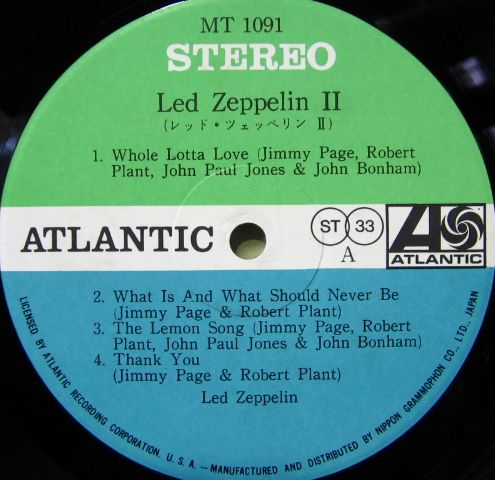 MT 1091
STEREO
Led Zeppelin II
(レッド・ツェッペリン II)
1. Whole Lotta Love (Jimmy Page, Robert
Plant, John Paul Jones & John Bonham)
ATLANTIC
ST 33
A
ATLANTIC
2. What Is And What Should Never Be
(Jimmy Page & Robert Plant)
3. The Lemon Song (Jimmy Page, Robert
Plant, John Paul Jones & John Bonham)
4. Thank You
(Jimmy Page & Robert Plant)
Led Zeppelin
LICENSED BY ATLANTIC RECORDING CORPORATION. U. S. A. —MANUFACTURED AND DISTRIBUTED BY NIPPON GRAMMOPHON CO., LTD., JAPAN